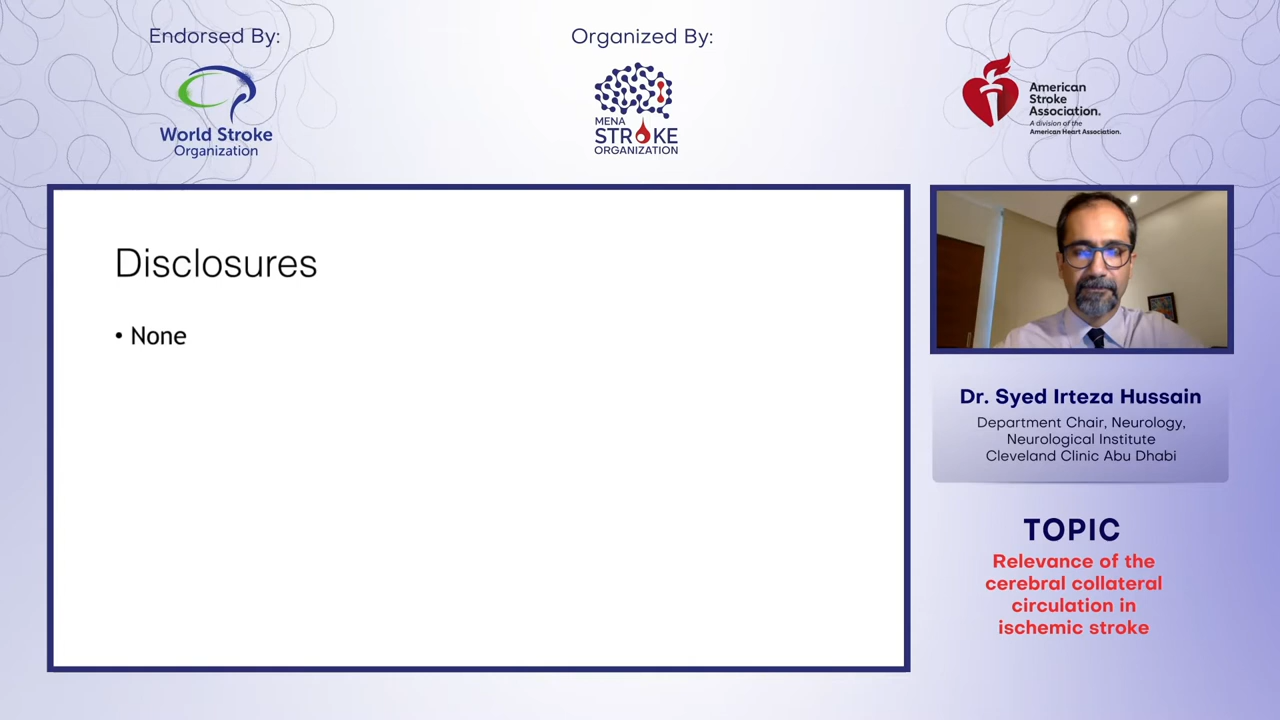 Endorsed By:
World Stroke
Organization
Organized By:
MENA
STROKE
ORGANIZATION
American
Stroke
Association.
A division of the
American Heart Association.
Disclosures
• None
Dr. Syed Irteza Hussain
Department Chair, Neurology,
Neurological Institute
Cleveland Clinic Abu Dhabi
TOPIC
Relevance of the
cerebral collateral
circulation in
ischemic stroke